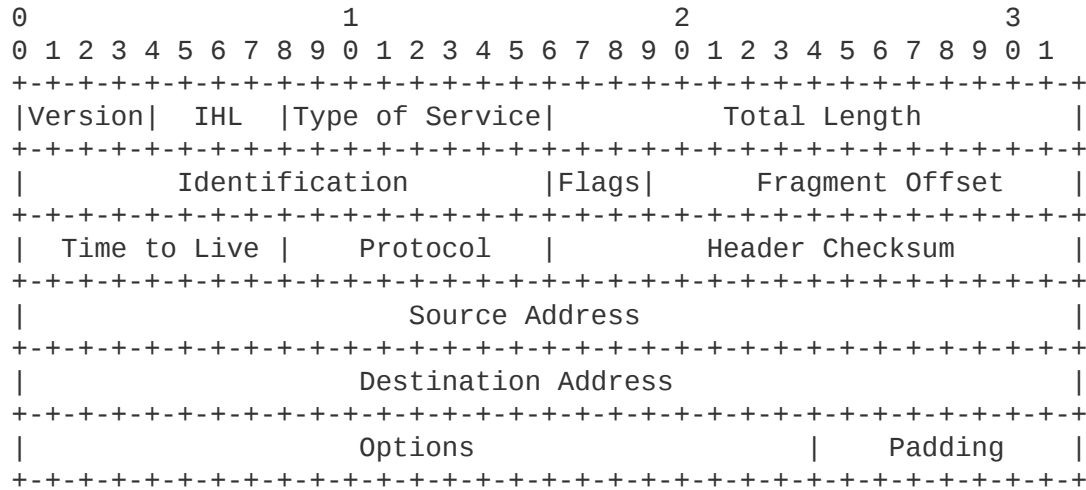 0                   1                   2                   3
0 1 2 3 4 5 6 7 8 9 0 1 2 3 4 5 6 7 8 9 0 1 2 3 4 5 6 7 8 9 0 1
+-+-+-+-+-+-+-+-+-+-+-+-+-+-+-+-+-+-+-+-+-+-+-+-+-+-+-+-+-+-+-+-+
|Version|  IHL  |Type of Service|          Total Length         |
+-+-+-+-+-+-+-+-+-+-+-+-+-+-+-+-+-+-+-+-+-+-+-+-+-+-+-+-+-+-+-+-+
|         Identification        |Flags|      Fragment Offset    |
+-+-+-+-+-+-+-+-+-+-+-+-+-+-+-+-+-+-+-+-+-+-+-+-+-+-+-+-+-+-+-+-+
|  Time to Live |    Protocol   |         Header Checksum       |
+-+-+-+-+-+-+-+-+-+-+-+-+-+-+-+-+-+-+-+-+-+-+-+-+-+-+-+-+-+-+-+-+
|                       Source Address                          |
+-+-+-+-+-+-+-+-+-+-+-+-+-+-+-+-+-+-+-+-+-+-+-+-+-+-+-+-+-+-+-+-+
|                    Destination Address                        |
+-+-+-+-+-+-+-+-+-+-+-+-+-+-+-+-+-+-+-+-+-+-+-+-+-+-+-+-+-+-+-+-+
|                    Options                    |    Padding    |
+-+-+-+-+-+-+-+-+-+-+-+-+-+-+-+-+-+-+-+-+-+-+-+-+-+-+-+-+-+-+-+-+